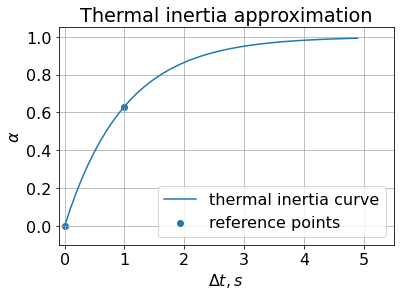 Thermal inertia approximation
1.0
0.8
0.6
0.4
0.2
0.0
α
thermal inertia curve
reference points
0 1 2 3 4 5
Δt, s